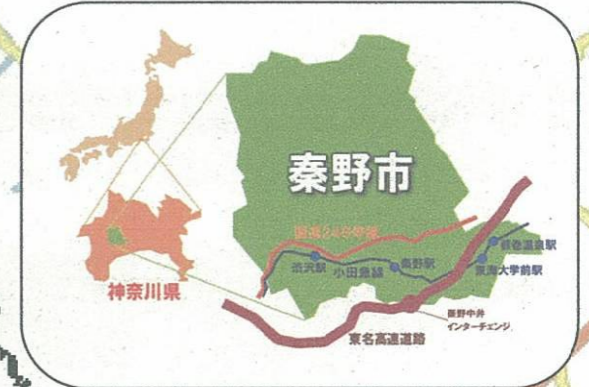 秦野市
国道246号線
鶴巻温泉駅
渋沢駅
小田急線
秦野駅
東海大学前駅
神奈川県
秦野中井
インターチェンジ
東名高速道路